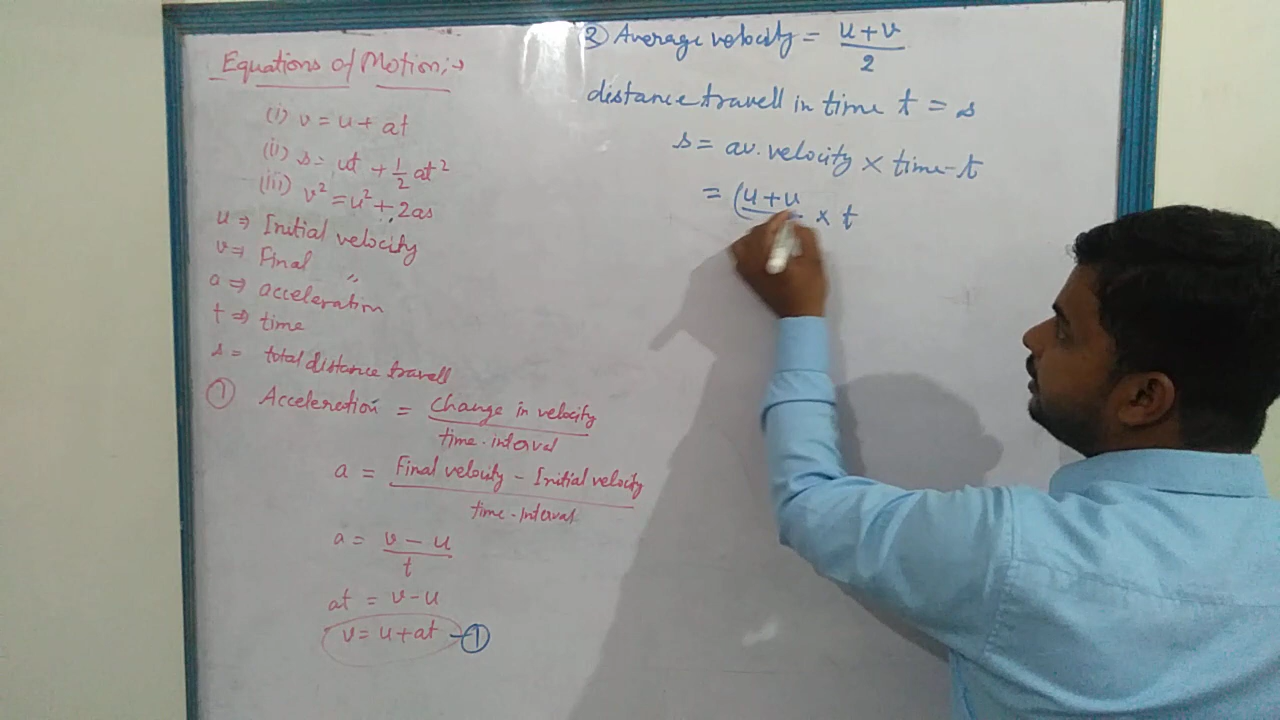 Equations of Motion:→
(i) v = u + at
(ii) s = ut + 1/2 at²
(iii) v² = u² + 2as
u ⇒ Initial velocity
v ⇒ Final "
a ⇒ acceleration
t ⇒ time
s = total distance travell
① Acceleration = Change in velocity / time-interval
a = Final velocity - Initial velocity / time-interval
a = v - u / t
at = v - u
v = u + at -①
② Average velocity = u + v / 2
distance travell in time t = s
s = av. velocity × time-t
= (u + u × t